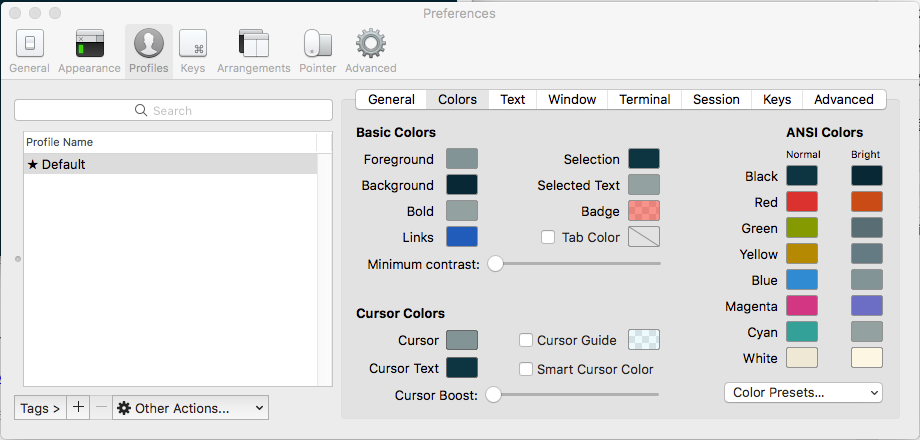 Preferences
General Appearance Profiles Keys Arrangements Pointer Advanced
Search
Profile Name
★ Default
Tags > + − Other Actions...
General Colors Text Window Terminal Session Keys Advanced
Basic Colors
Foreground Selection
Background Selected Text
Bold Badge
Links Tab Color
Minimum contrast:
Cursor Colors
Cursor Cursor Guide
Cursor Text Smart Cursor Color
Cursor Boost:
ANSI Colors
Normal Bright
Black
Red
Green
Yellow
Blue
Magenta
Cyan
White
Color Presets...